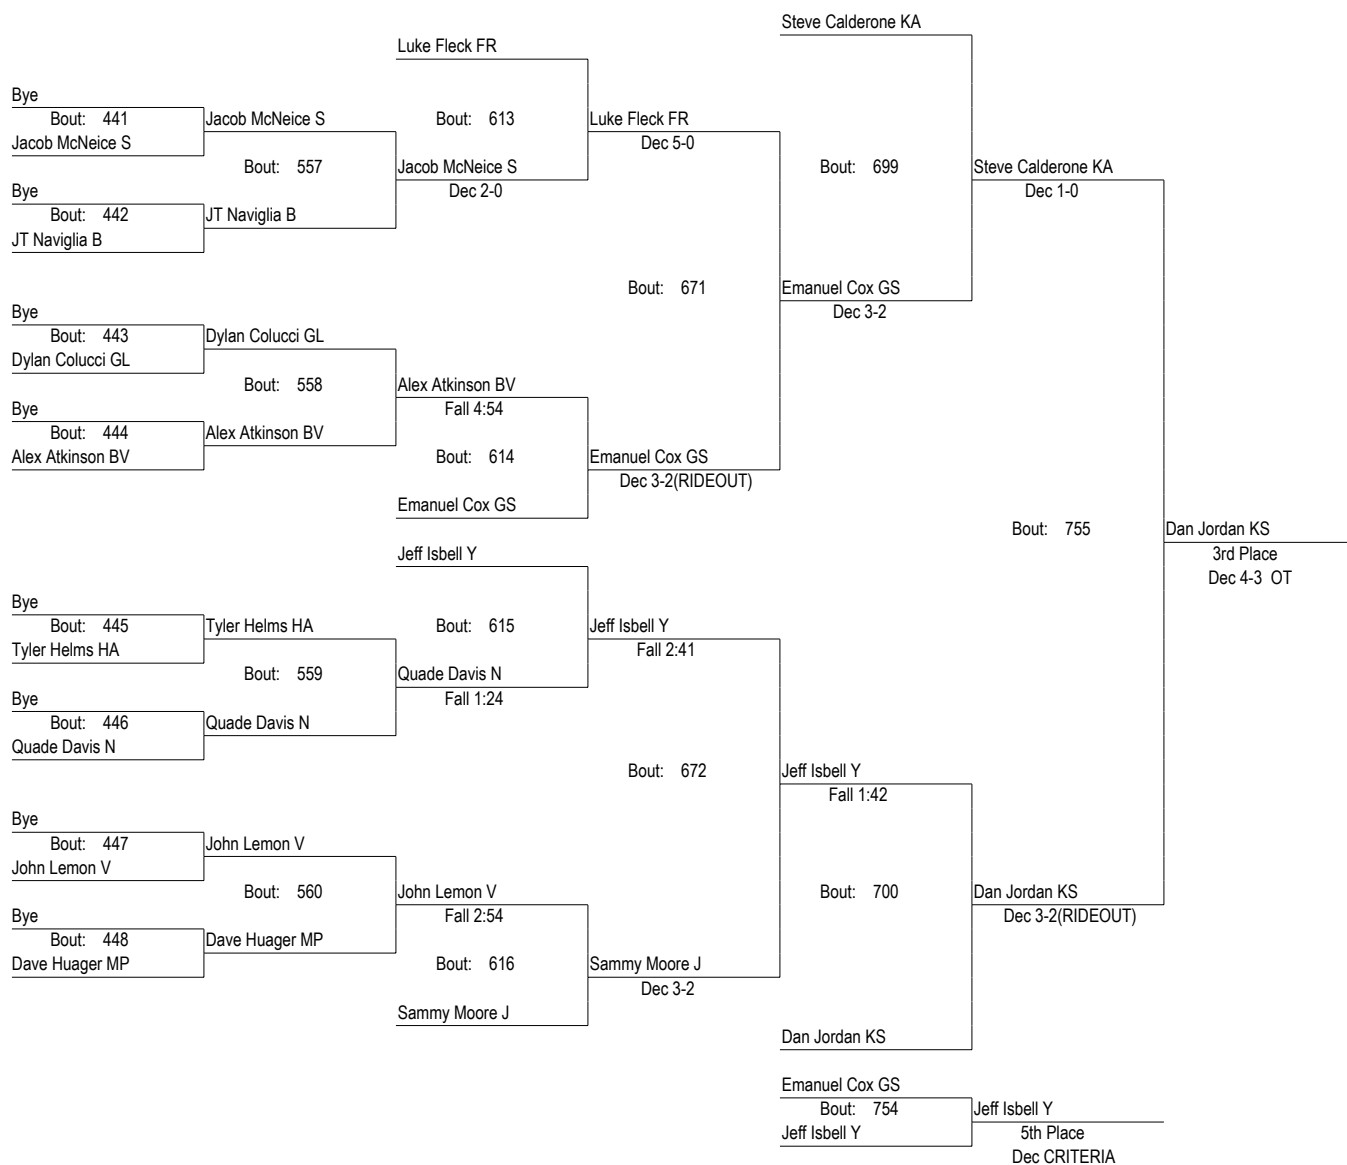 Steve Calderone KA
Luke Fleck FR
Bye
Bout: 441
Jacob McNeice S
Jacob McNeice S
Bout: 613
Luke Fleck FR
Dec 5-0
Bout: 557
Jacob McNeice S
Dec 2-0
Bout: 699
Steve Calderone KA
Dec 1-0
Bye
Bout: 442
JT Naviglia B
JT Naviglia B
Bout: 671
Emanuel Cox GS
Dec 3-2
Bye
Bout: 443
Dylan Colucci GL
Dylan Colucci GL
Bout: 558
Alex Atkinson BV
Fall 4:54
Bye
Bout: 444
Alex Atkinson BV
Alex Atkinson BV
Bout: 614
Emanuel Cox GS
Dec 3-2(RIDEOUT)
Emanuel Cox GS
Bout: 755
Dan Jordan KS
3rd Place
Dec 4-3 OT
Jeff Isbell Y
Bye
Bout: 445
Tyler Helms HA
Tyler Helms HA
Bout: 615
Jeff Isbell Y
Fall 2:41
Bout: 559
Quade Davis N
Fall 1:24
Bye
Bout: 446
Quade Davis N
Quade Davis N
Bout: 672
Jeff Isbell Y
Fall 1:42
Bye
Bout: 447
John Lemon V
John Lemon V
Bout: 560
John Lemon V
Fall 2:54
Bout: 700
Dan Jordan KS
Dec 3-2(RIDEOUT)
Bye
Bout: 448
Dave Huager MP
Dave Huager MP
Bout: 616
Sammy Moore J
Dec 3-2
Sammy Moore J
Dan Jordan KS
Emanuel Cox GS
Bout: 754
Jeff Isbell Y
Jeff Isbell Y
5th Place
Dec CRITERIA